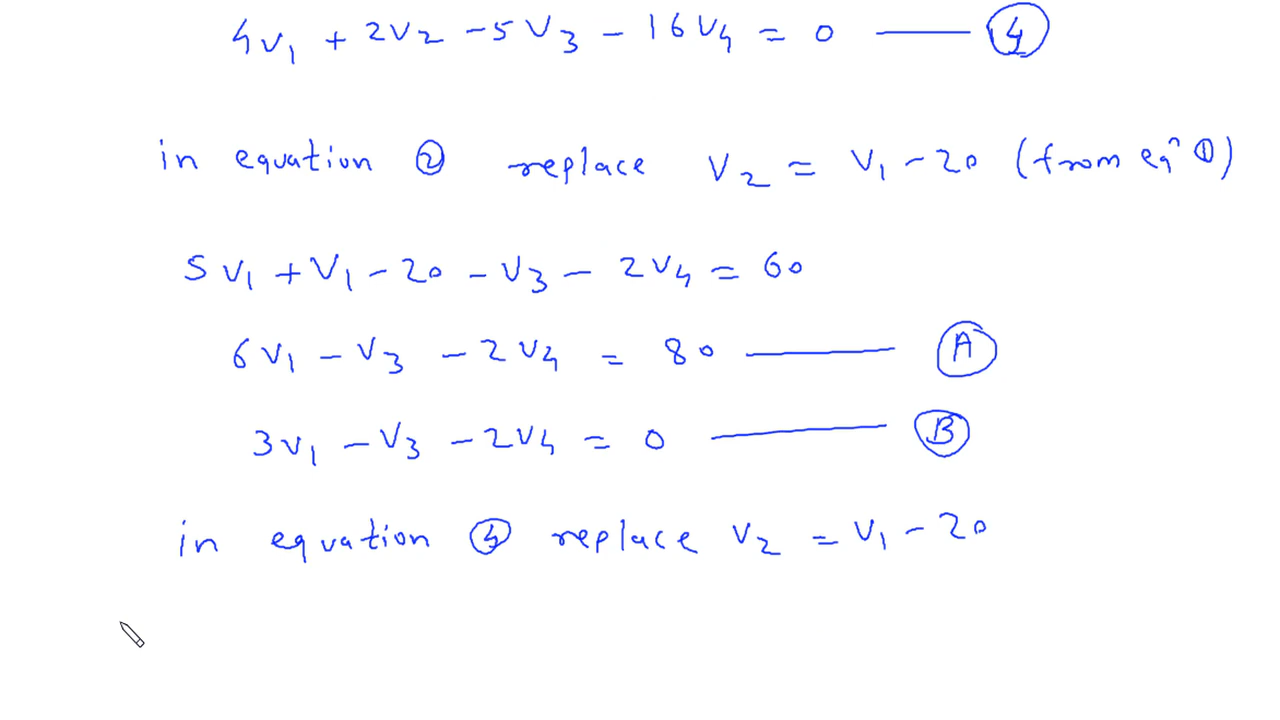 4v₁ + 2v₂ - 5v₃ - 16v₄ = 0 —— ④
in equation ② replace v₂ = v₁ - 20 (from eqⁿ ①)
5v₁ + v₁ - 20 - v₃ - 2v₄ = 60
6v₁ - v₃ - 2v₄ = 80 —— Ⓐ
3v₁ - v₃ - 2v₄ = 0 —— Ⓑ
in equation ④ replace v₂ = v₁ - 20